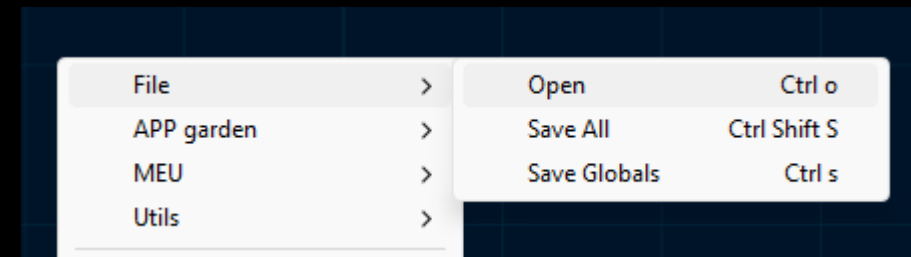 File
APP garden
MEU
Utils
Open Ctrl o
Save All Ctrl Shift S
Save Globals Ctrl s